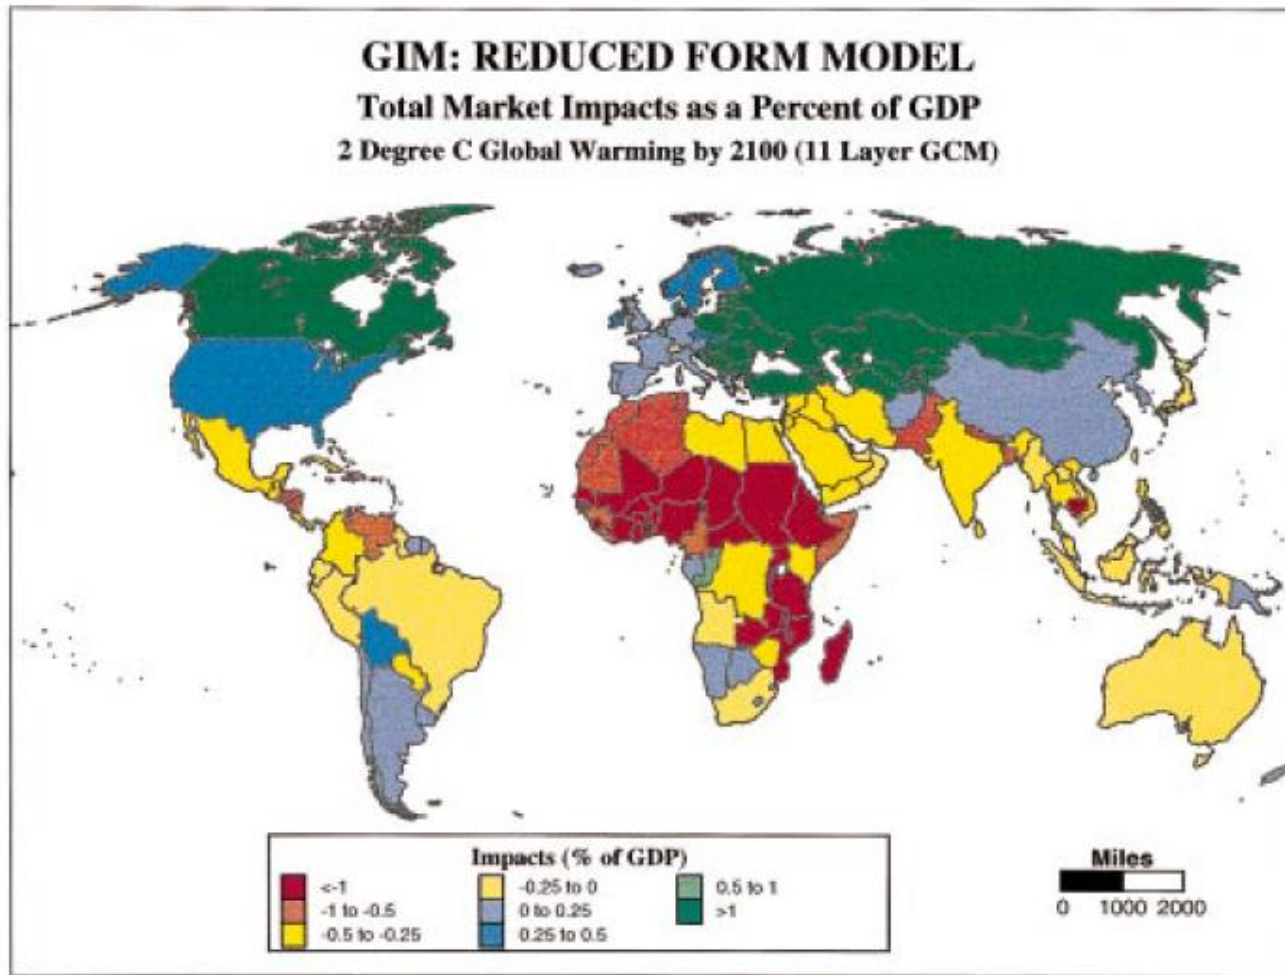 GIM: REDUCED FORM MODEL
Total Market Impacts as a Percent of GDP
2 Degree C Global Warming by 2100 (11 Layer GCM)
Impacts (% of GDP)
<-1
-1 to -0.5
-0.5 to -0.25
-0.25 to 0
0 to 0.25
0.25 to 0.5
0.5 to 1
>1
Miles
0 1000 2000